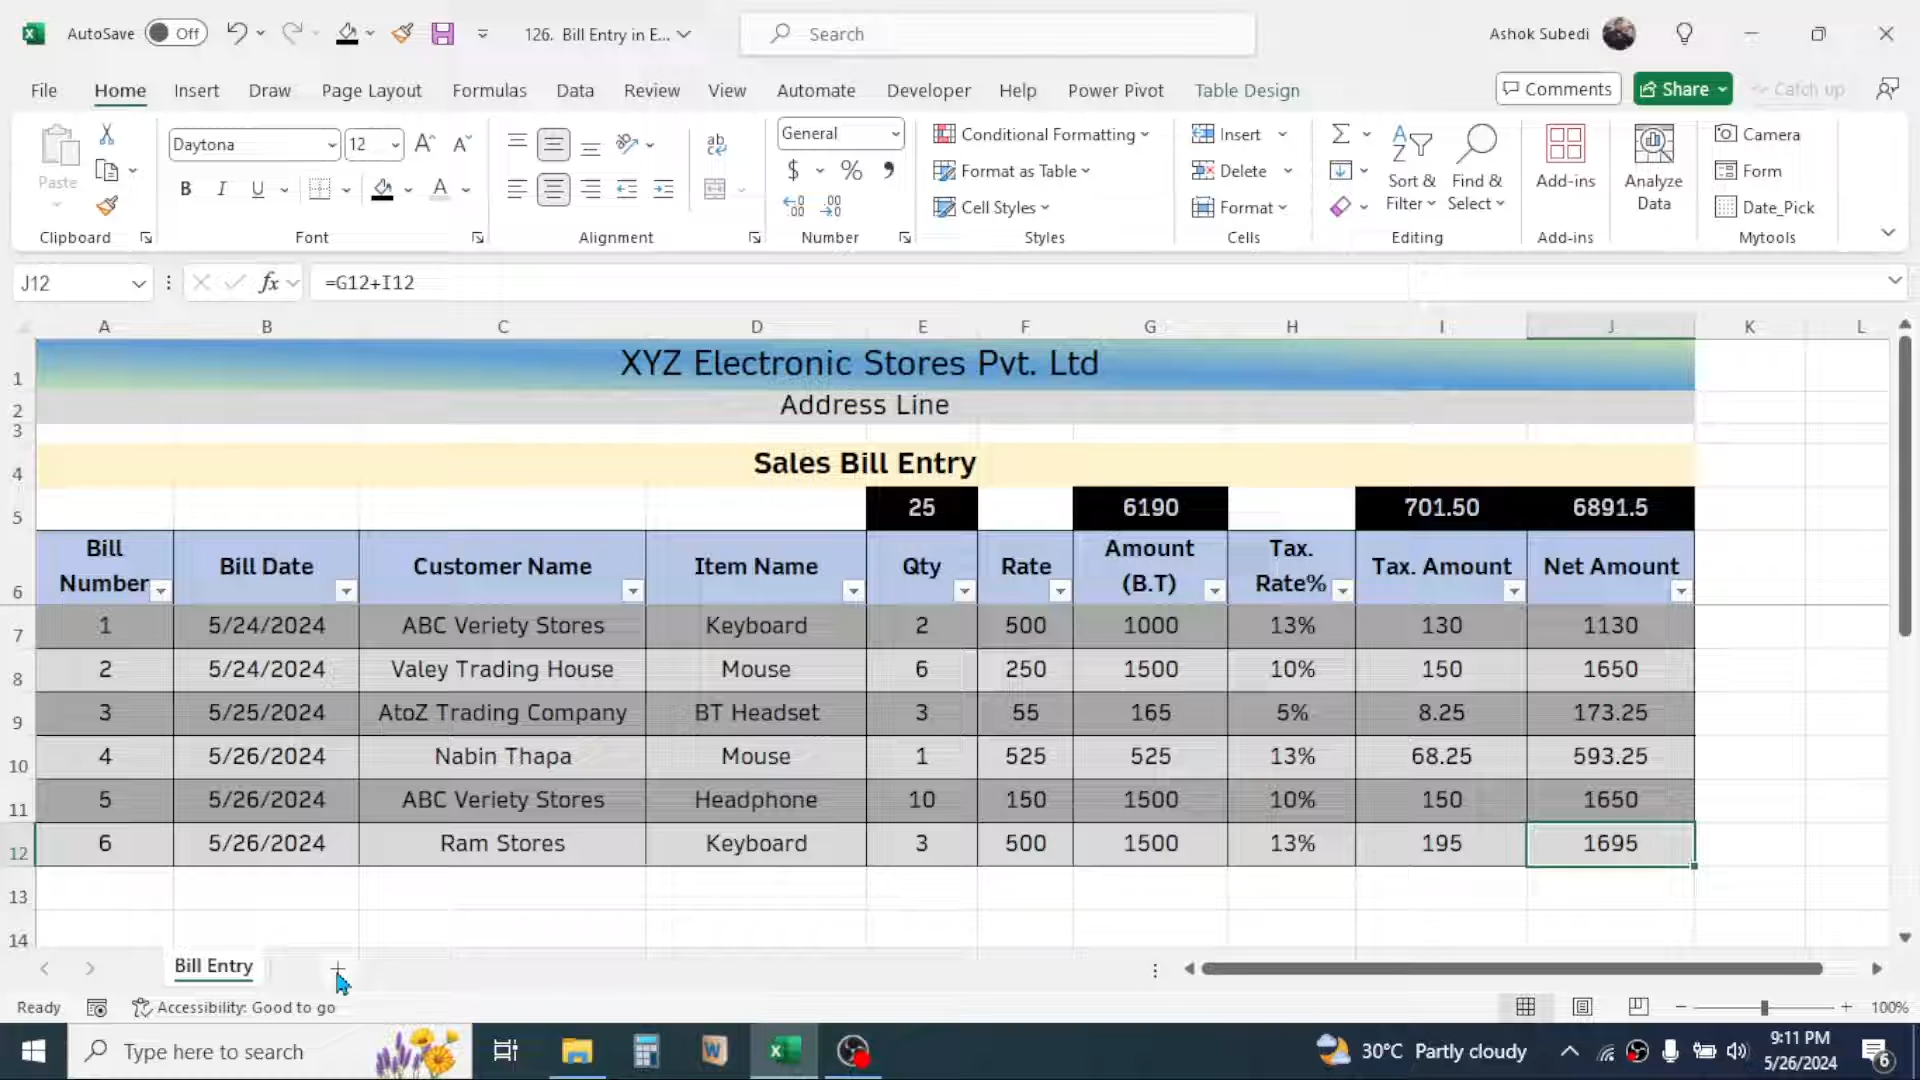 AutoSave Off 126. Bill Entry in E... Search Ashok Subedi
File Home Insert Draw Page Layout Formulas Data Review View Automate Developer Help Power Pivot Table Design Comments Share Catch up
Paste Daytona 12 General Conditional Formatting Insert Camera
Format as Table Delete Sort & Filter Find & Select Add-ins Analyze Data Form
Cell Styles Format Date_Pick
Clipboard Font Alignment Number Styles Cells Editing Add-ins Mytools
J12 fx =G12+I12
A B C D E F G H I J K L
1 XYZ Electronic Stores Pvt. Ltd
2 Address Line
3
4 Sales Bill Entry
5 25 6190 701.50 6891.5
6 Bill Number Bill Date Customer Name Item Name Qty Rate Amount (B.T) Tax. Rate% Tax. Amount Net Amount
7 1 5/24/2024 ABC Veriety Stores Keyboard 2 500 1000 13% 130 1130
8 2 5/24/2024 Valey Trading House Mouse 6 250 1500 10% 150 1650
9 3 5/25/2024 AtoZ Trading Company BT Headset 3 55 165 5% 8.25 173.25
10 4 5/26/2024 Nabin Thapa Mouse 1 525 525 13% 68.25 593.25
11 5 5/26/2024 ABC Veriety Stores Headphone 10 150 1500 10% 150 1650
12 6 5/26/2024 Ram Stores Keyboard 3 500 1500 13% 195 1695
13
14
Bill Entry
Ready Accessibility: Good to go 100%
Type here to search 30°C Partly cloudy 9:11 PM
5/26/2024 6